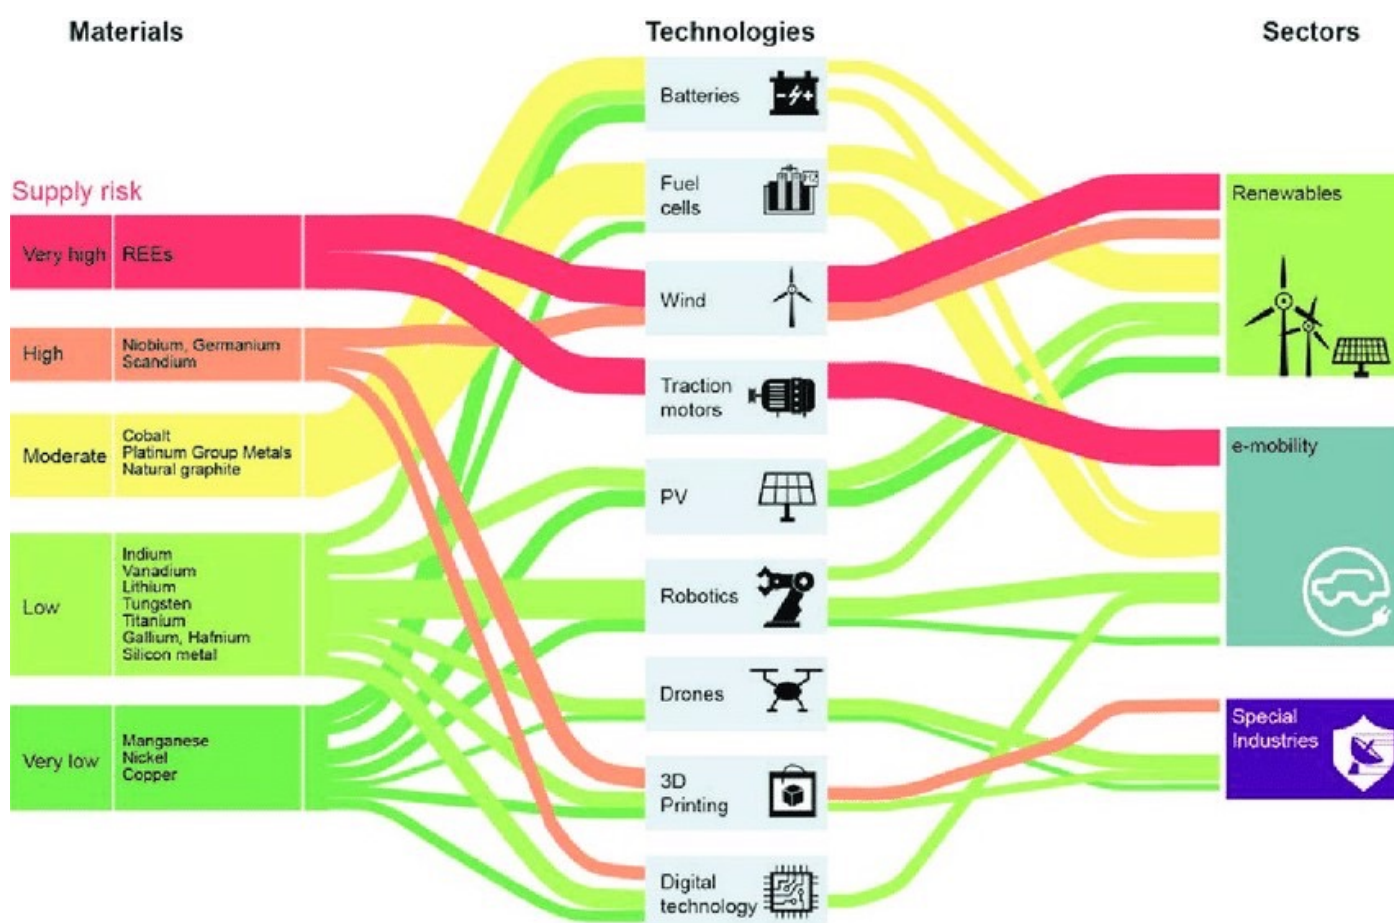 Materials
Technologies
Sectors
Supply risk
Very high
REEs
High
Niobium, Germanium
Scandium
Moderate
Cobalt
Platinum Group Metals
Natural graphite
Low
Indium
Vanadium
Lithium
Tungsten
Titanium
Gallium, Hafnium
Silicon metal
Very low
Manganese
Nickel
Copper
Batteries
Fuel
cells
H2
Wind
Traction
motors
PV
Robotics
Drones
3D
Printing
Digital
technology
Renewables
e-mobility
Special
Industries